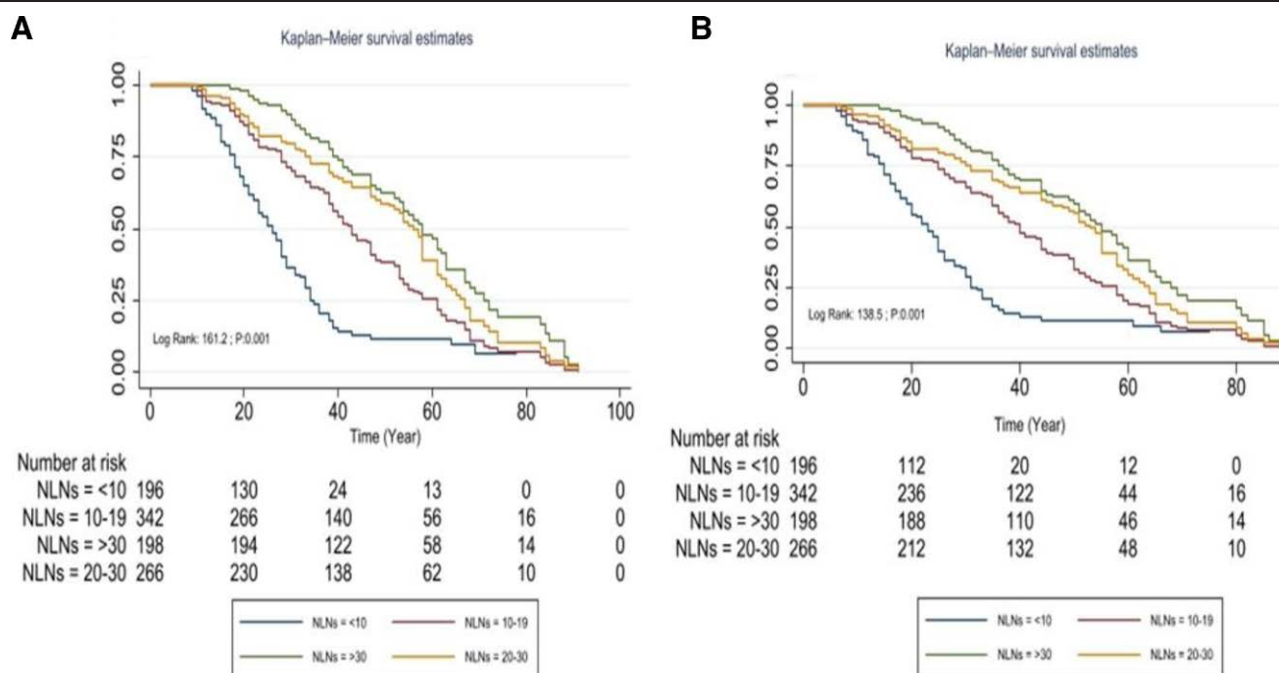 A
Kaplan–Meier survival estimates
1.00
0.75
0.50
0.25
0.00
Log Rank: 161.2 ; P:0.001
0 20 40 60 80 100
Time (Year)
Number at risk
NLNs = <10 196 130 24 13 0 0
NLNs = 10-19 342 266 140 56 16 0
NLNs = >30 198 194 122 58 14 0
NLNs = 20-30 266 230 138 62 10 0
NLNs = <10 NLNs = 10-19
NLNs = >30 NLNs = 20-30
B
Kaplan–Meier survival estimates
1.00
0.75
0.50
0.25
0.00
Log Rank: 138.5 ; P:0.001
0 20 40 60 80
Time (Year)
Number at risk
NLNs = <10 196 112 20 12 0
NLNs = 10-19 342 236 122 44 16
NLNs = >30 198 188 110 46 14
NLNs = 20-30 266 212 132 48 10
NLNs = <10 NLNs = 10-19
NLNs = >30 NLNs = 20-30